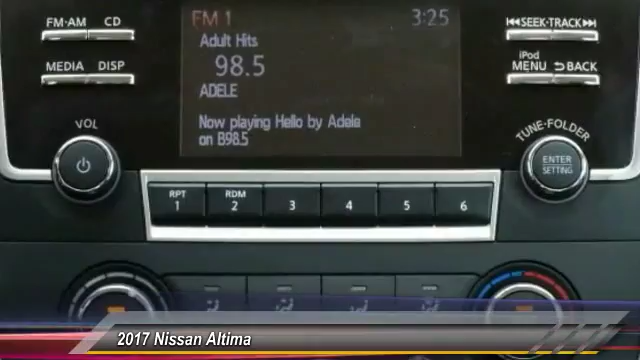 FM 1 3:25
FM·AM CD
SEEK·TRACK
Adult Hits
98.5
iPod
MEDIA DISP
MENU BACK
ADELE
Now playing Hello by Adele
on B98.5
VOL
TUNE·FOLDER
ENTER
SETTING
RPT RDM
1 2 3 4 5 6
2017 Nissan Altima